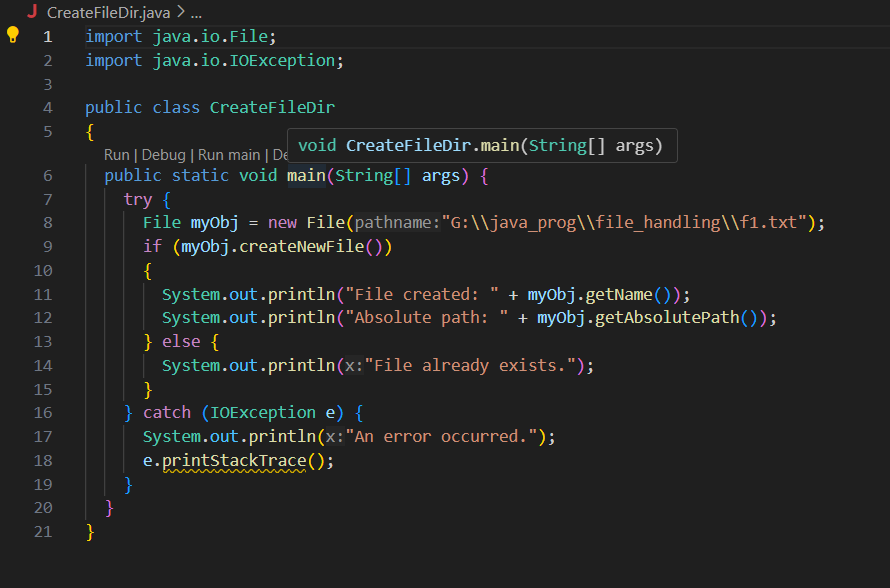 J CreateFileDir.java > ...
1 import java.io.File;
2 import java.io.IOException;
3
4 public class CreateFileDir
5 {
void CreateFileDir.main(String[] args)
Run | Debug | Run main | De
6 public static void main(String[] args) {
7 try {
8 File myObj = new File(pathname:"G:\\java_prog\\file_handling\\f1.txt");
9 if (myObj.createNewFile())
10 {
11 System.out.println("File created: " + myObj.getName());
12 System.out.println("Absolute path: " + myObj.getAbsolutePath());
13 } else {
14 System.out.println(x:"File already exists.");
15 }
16 } catch (IOException e) {
17 System.out.println(x:"An error occurred.");
18 e.printStackTrace();
19 }
20 }
21 }